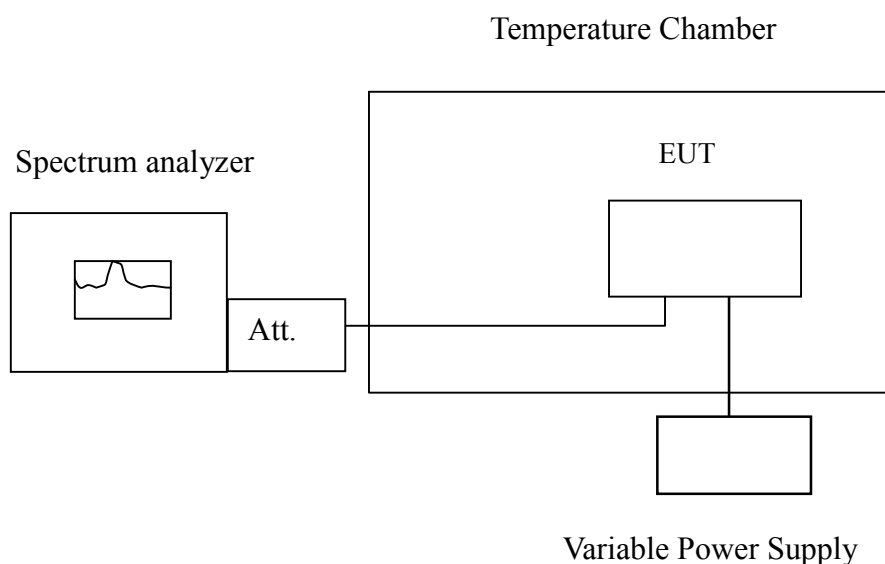 Temperature Chamber
Spectrum analyzer
EUT
Att.
Variable Power Supply